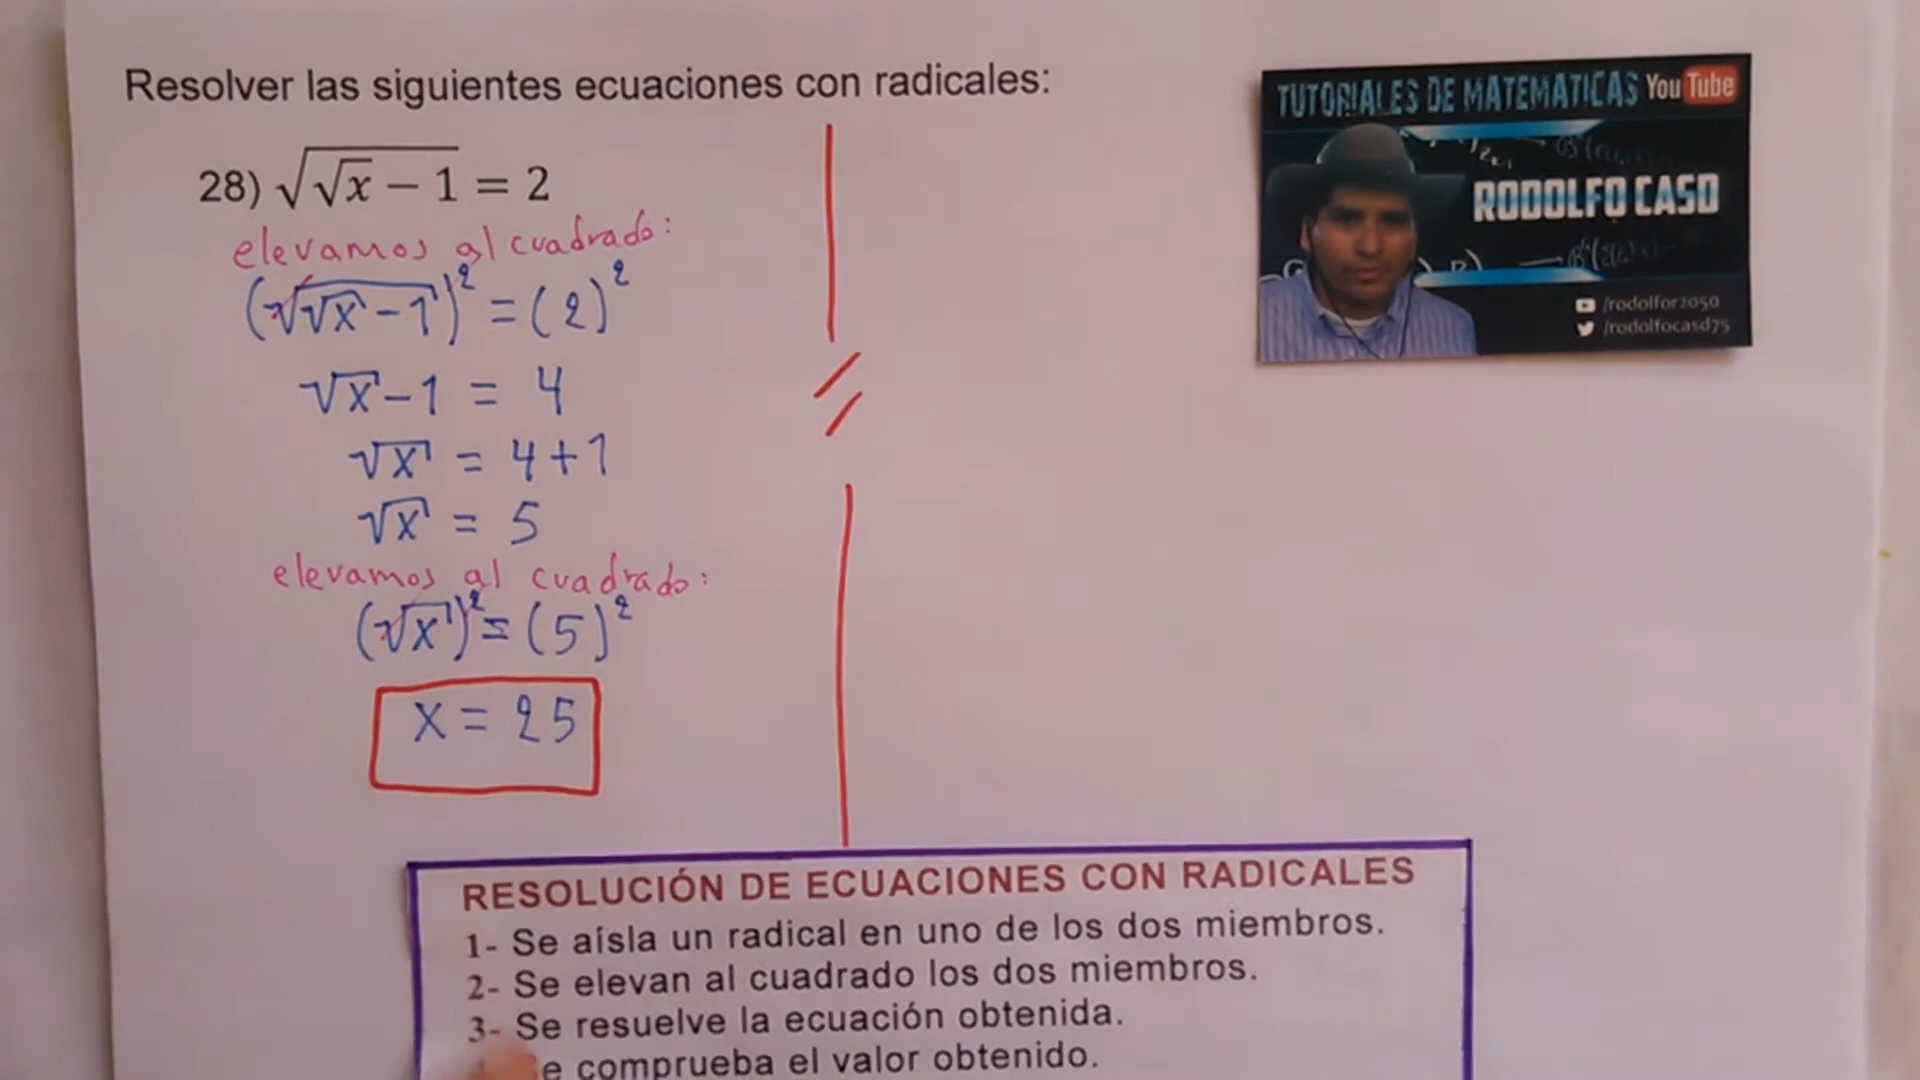 Resolver las siguientes ecuaciones con radicales:
28) √(√x − 1) = 2
elevamos al cuadrado:
(√(√x − 1))² = (2)²
√x − 1 = 4
√x = 4 + 1
√x = 5
elevamos al cuadrado:
(√x)² = (5)²
x = 25
TUTORIALES DE MATEMATICAS YouTube
RODOLFO CASD
/rodolfor2050
/rodolfocasd75
RESOLUCIÓN DE ECUACIONES CON RADICALES
1- Se aísla un radical en uno de los dos miembros.
2- Se elevan al cuadrado los dos miembros.
3- Se resuelve la ecuación obtenida.
comprueba el valor obtenido.